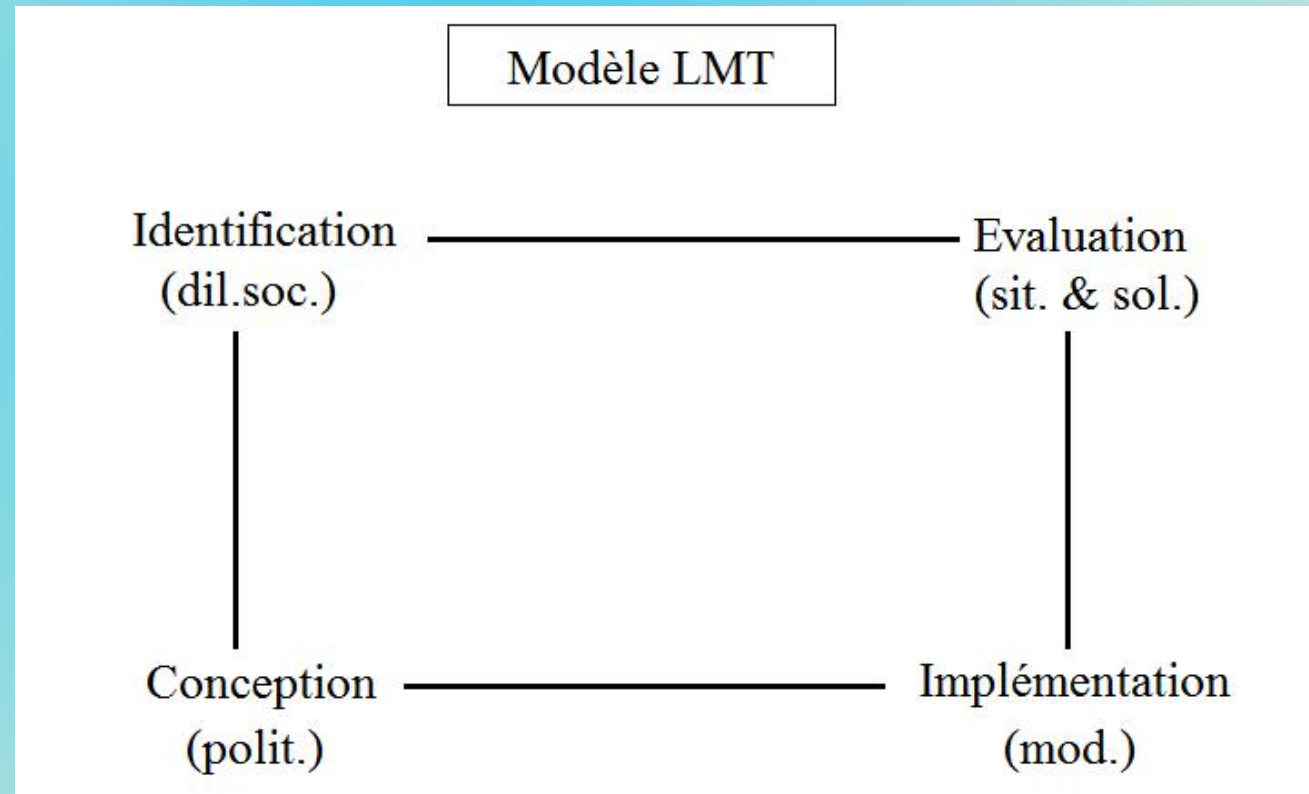 Modèle LMT
Identification
(dil.soc.)
Evaluation
(sit. & sol.)
Conception
(polit.)
Implémentation
(mod.)